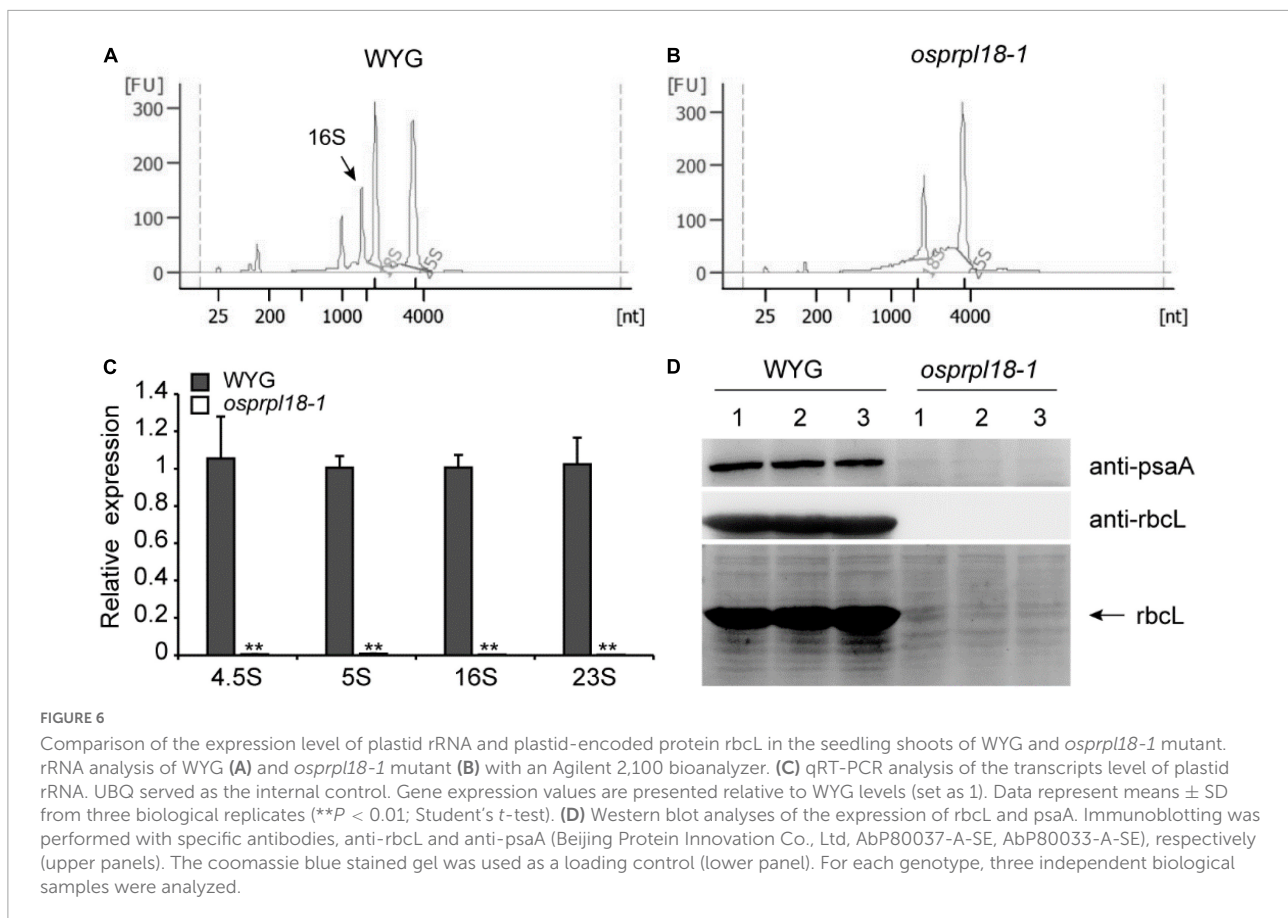 A
WYG
[FU]
300
200
100
0
16S
18S
25S
25 200 1000 4000 [nt]
B
osprpl18-1
[FU]
300
200
100
0
18S
25S
25 200 1000 4000 [nt]
C
WYG
osprpl18-1
Relative expression
1.4
1.2
1
0.8
0.6
0.4
0.2
0
** ** ** **
4.5S 5S 16S 23S
D
WYG osprpl18-1
1 2 3 1 2 3
anti-psaA
anti-rbcL
rbcL
FIGURE 6
Comparison of the expression level of plastid rRNA and plastid-encoded protein rbcL in the seedling shoots of WYG and osprpl18-1 mutant.
rRNA analysis of WYG (A) and osprpl18-1 mutant (B) with an Agilent 2,100 bioanalyzer. (C) qRT-PCR analysis of the transcripts level of plastid
rRNA. UBQ served as the internal control. Gene expression values are presented relative to WYG levels (set as 1). Data represent means ± SD
from three biological replicates (**P < 0.01; Student's t-test). (D) Western blot analyses of the expression of rbcL and psaA. Immunoblotting was
performed with specific antibodies, anti-rbcL and anti-psaA (Beijing Protein Innovation Co., Ltd, AbP80037-A-SE, AbP80033-A-SE), respectively
(upper panels). The coomassie blue stained gel was used as a loading control (lower panel). For each genotype, three independent biological
samples were analyzed.